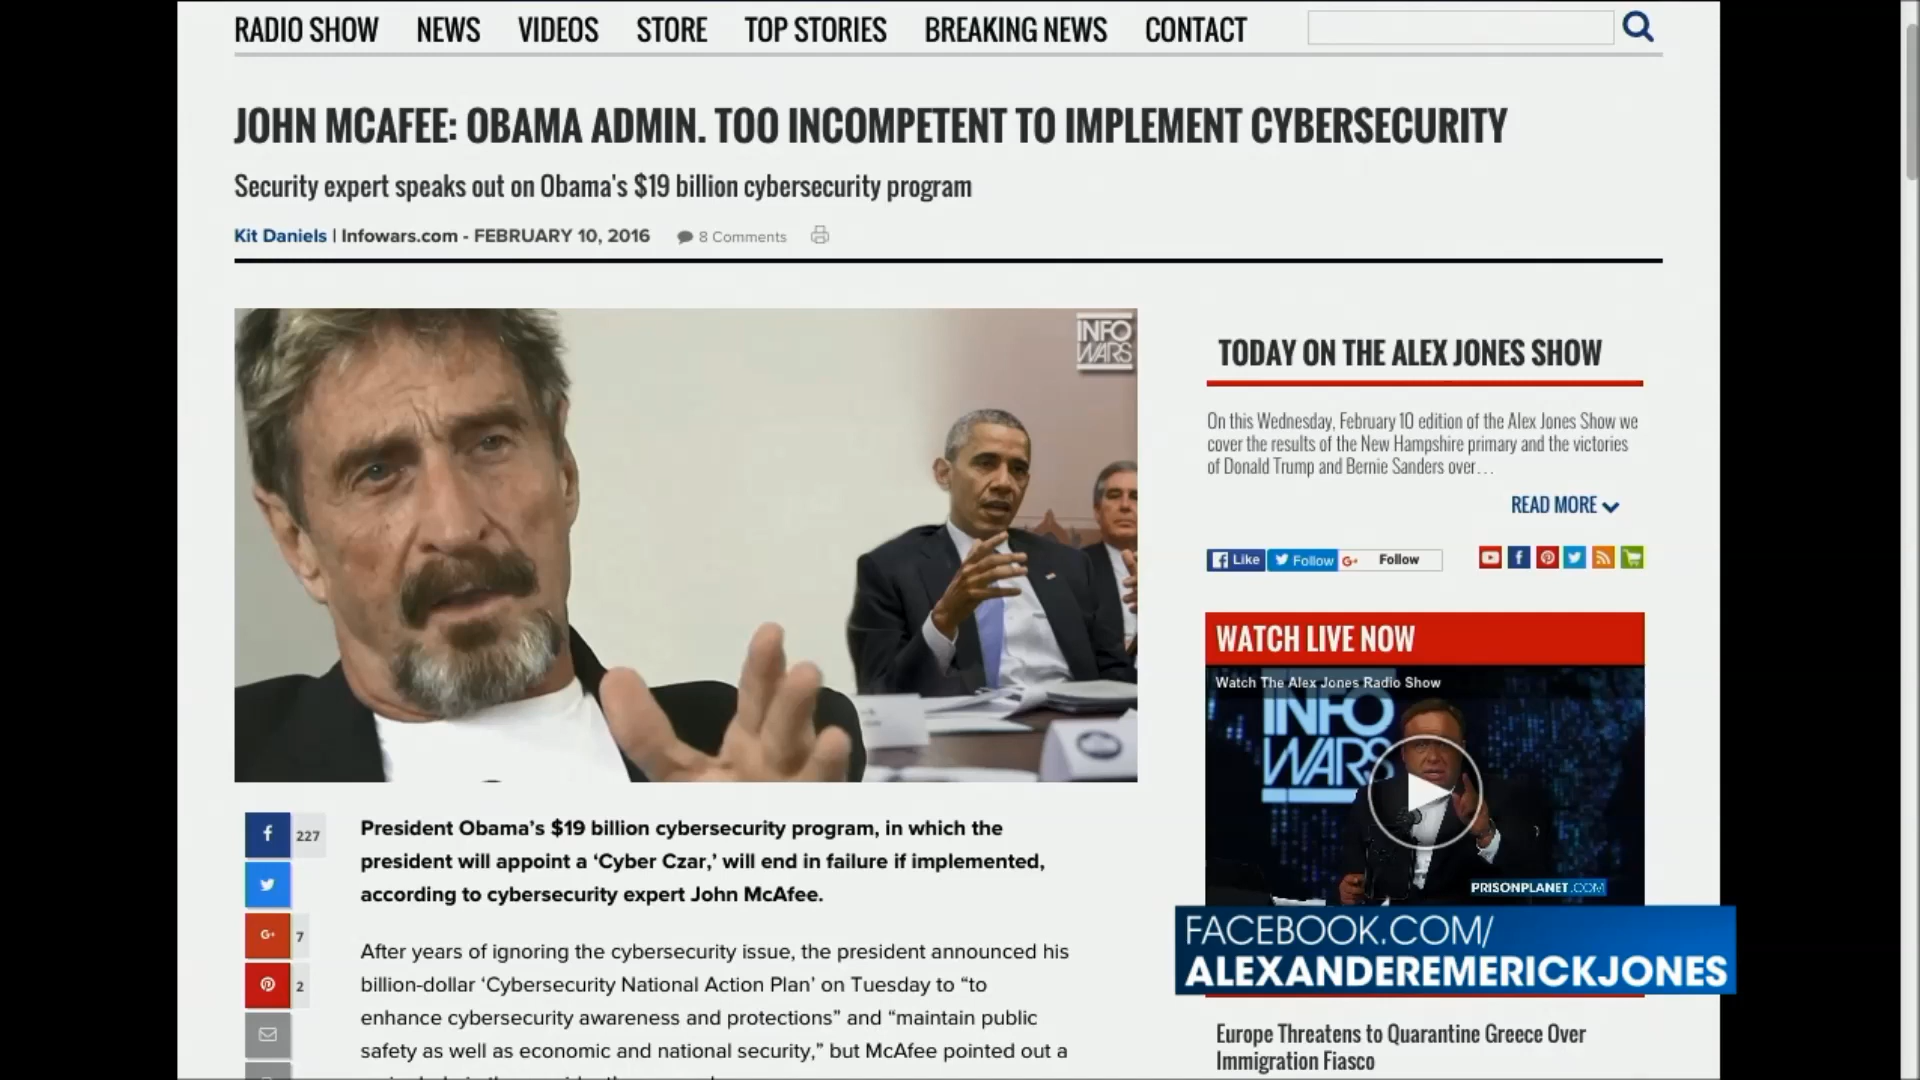 RADIO SHOW NEWS VIDEOS STORE TOP STORIES BREAKING NEWS CONTACT
JOHN MCAFEE: OBAMA ADMIN. TOO INCOMPETENT TO IMPLEMENT CYBERSECURITY
Security expert speaks out on Obama's $19 billion cybersecurity program
Kit Daniels | Infowars.com - FEBRUARY 10, 2016 8 Comments
INFO
WARS
TODAY ON THE ALEX JONES SHOW
On this Wednesday, February 10 edition of the Alex Jones Show we
cover the results of the New Hampshire primary and the victories
of Donald Trump and Bernie Sanders over...
READ MORE
Like Follow G+ Follow
WATCH LIVE NOW
Watch The Alex Jones Radio Show
INFO
WARS
PRISONPLANET.COM
FACEBOOK.COM/
ALEXANDEREMERICKJONES
Europe Threatens to Quarantine Greece Over
Immigration Fiasco
227
G+ 7
2
President Obama’s $19 billion cybersecurity program, in which the
president will appoint a ‘Cyber Czar,’ will end in failure if implemented,
according to cybersecurity expert John McAfee.
After years of ignoring the cybersecurity issue, the president announced his
billion-dollar ‘Cybersecurity National Action Plan’ on Tuesday to “to
enhance cybersecurity awareness and protections” and “maintain public
safety as well as economic and national security,” but McAfee pointed out a